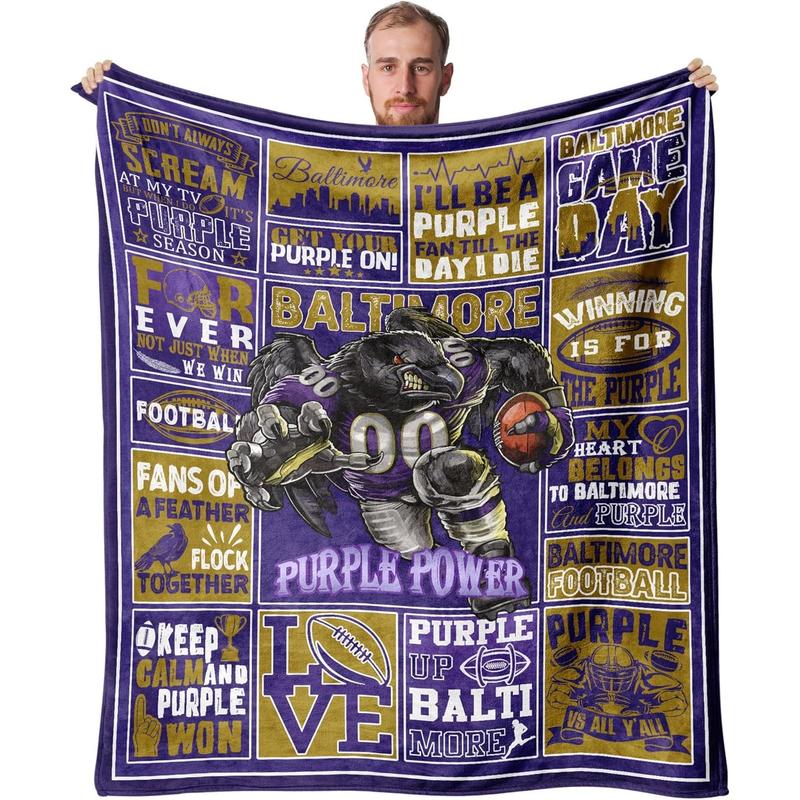 I DON'T ALWAYS
SCREAM
AT MY TV
BUT WHEN I DO IT'S
PURPLE
SEASON
Baltimore
GET YOUR
PURPLE ON!
I'LL BE A
PURPLE
FAN TILL THE
DAY I DIE
BALTIMORE
GAME
DAY
FOR
EVER
NOT JUST WHEN
WE WIN
BALTIMORE
00
00
00
PURPLE POWER
WINNING
IS FOR
THE PURPLE
FOOTBALL
MY
HEART
BELONGS
TO BALTIMORE
And PURPLE
FANS OF
A FEATHER
FLOCK
TOGETHER
BALTIMORE
FOOTBALL
KEEP
CALM AND
PURPLE
WON
LOVE
PURPLE
UP
BALTI
MORE
PURPLE
VS ALL Y'ALL